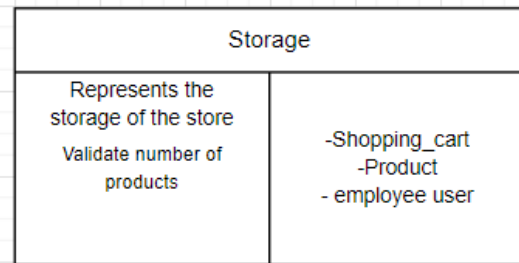 Storage
Represents the
storage of the store
Validate number of
products
-Shopping_cart
-Product
- employee user